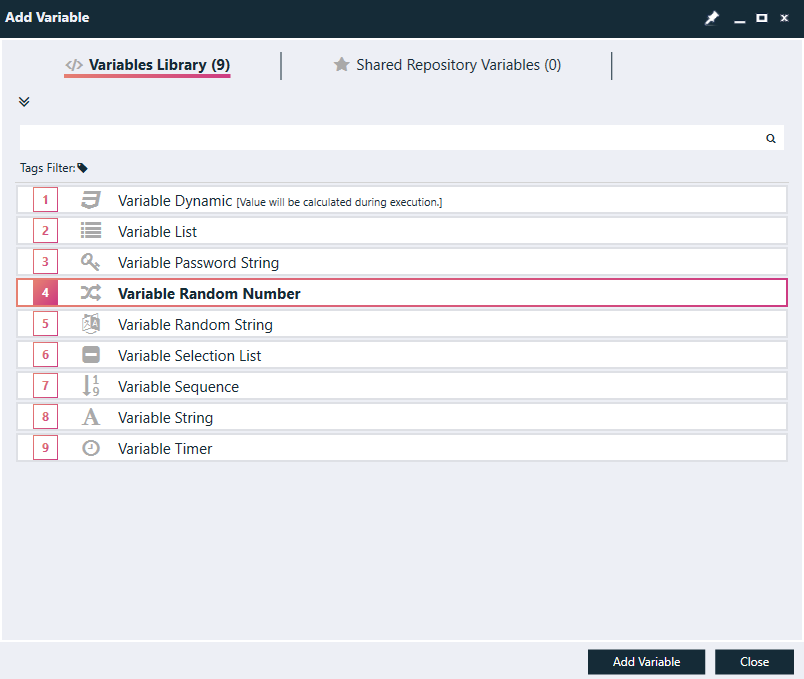 Add Variable
Variables Library (9)
Shared Repository Variables (0)
Tags Filter:
1 Variable Dynamic [Value will be calculated during execution.]
2 Variable List
3 Variable Password String
4 Variable Random Number
5 Variable Random String
6 Variable Selection List
7 Variable Sequence
8 Variable String
9 Variable Timer
Add Variable Close